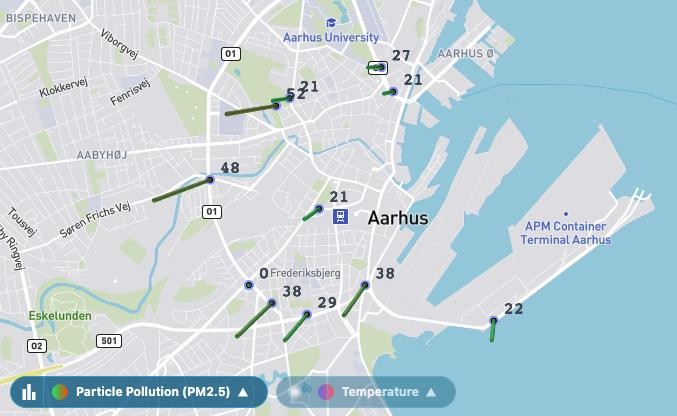 BISPEHAVEN
Viborgvej
01
Aarhus University
AARHUS Ø
27
Klokkervej
Fenrisvej
21
52
21
AABYHØJ
48
Søren Frichs Vej
01
21
Aarhus
APM Container
Terminal Aarhus
Tousvej
by Ringvej
0
Frederiksbjerg
38
38
29
22
Eskelunden
02
501
Particle Pollution (PM2.5) ▲
Temperature ▲